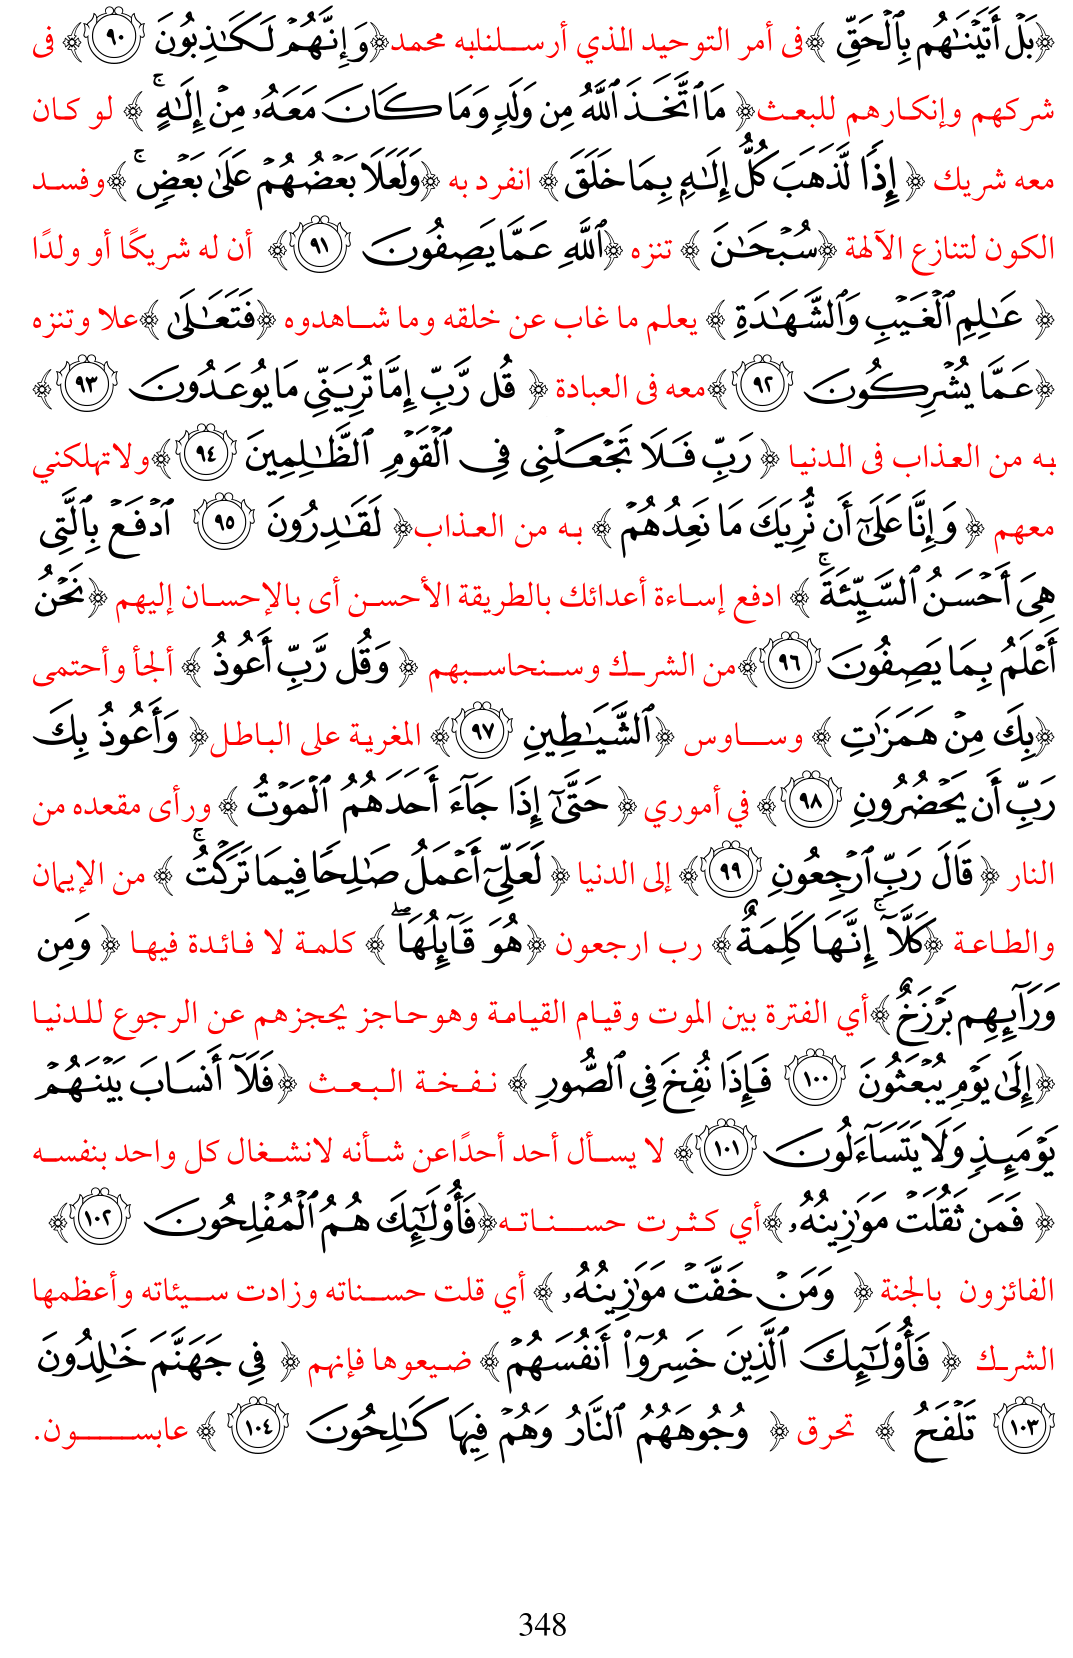 ﴿بَلْ أَتَيْنَٰهُم بِٱلْحَقِّ ﴾فى أمر التوحيد الذي أرسلنابه محمد﴿وَإِنَّهُمْ لَكَٰذِبُونَ ٩٠﴾ فى
شركهم وإنكارهم للبعث﴿ مَا ٱتَّخَذَ ٱللَّهُ مِن وَلَدٍ وَمَا كَانَ مَعَهُۥ مِنْ إِلَٰهٍ ۚ ﴾ لو كان
معه شريك ﴿ إِذًا لَّذَهَبَ كُلُّ إِلَٰهٍۭ بِمَا خَلَقَ ﴾ انفرد به ﴿وَلَعَلَا بَعْضُهُمْ عَلَىٰ بَعْضٍ ۚ ﴾وفسد
الكون لتنازع الآلهة ﴿سُبْحَٰنَ ﴾ تنزه ﴿ٱللَّهِ عَمَّا يَصِفُونَ ٩١﴾ أن له شريكًا أو ولدًا
﴿ عَٰلِمِ ٱلْغَيْبِ وَٱلشَّهَٰدَةِ ﴾ يعلم ما غاب عن خلقه وما شاهدوه ﴿فَتَعَٰلَىٰ ﴾علا وتنزه
﴿عَمَّا يُشْرِكُونَ ٩٢﴾معه فى العبادة ﴿ قُل رَّبِّ إِمَّا تُرِيَنِّى مَا يُوعَدُونَ ٩٣﴾
به من العذاب فى الدنيا ﴿ رَبِّ فَلَا تَجْعَلْنِى فِى ٱلْقَوْمِ ٱلظَّٰلِمِينَ ٩٤﴾ولاتهلكني
معهم ﴿ وَإِنَّا عَلَىٰٓ أَن نُّرِيَكَ مَا نَعِدُهُمْ ﴾ به من العذاب﴿ لَقَٰدِرُونَ ٩٥ ٱدْفَعْ بِٱلَّتِى
هِىَ أَحْسَنُ ٱلسَّيِّئَةَ ۚ ﴾ ادفع إساءة أعدائك بالطريقة الأحسن أى بالإحسان إليهم ﴿نَحْنُ
أَعْلَمُ بِمَا يَصِفُونَ ٩٦﴾من الشرك وسنحاسبهم ﴿ وَقُل رَّبِّ أَعُوذُ ﴾ ألجأ وأحتمى
﴿بِكَ مِنْ هَمَزَٰتِ ﴾ وساوس ﴿ٱلشَّيَٰطِينِ ٩٧﴾ المغرية على الباطل﴿ وَأَعُوذُ بِكَ
رَبِّ أَن يَحْضُرُونِ ٩٨﴾ في أموري ﴿ حَتَّىٰٓ إِذَا جَآءَ أَحَدَهُمُ ٱلْمَوْتُ ﴾ ورأى مقعده من
النار ﴿ قَالَ رَبِّ ٱرْجِعُونِ ٩٩﴾ إلى الدنيا ﴿ لَعَلِّىٓ أَعْمَلُ صَٰلِحًا فِيمَا تَرَكْتُ ۚ ﴾ من الإيمان
والطاعة ﴿كَلَّآ ۚ إِنَّهَا كَلِمَةٌ ﴾ رب ارجعون ﴿هُوَ قَآئِلُهَا ۖ ﴾ كلمة لا فائدة فيها ﴿ وَمِن
وَرَآئِهِم بَرْزَخٌ ﴾أي الفترة بين الموت وقيام القيامة وهوحاجز يحجزهم عن الرجوع للدنيا
﴿إِلَىٰ يَوْمِ يُبْعَثُونَ ١٠٠ فَإِذَا نُفِخَ فِى ٱلصُّورِ ﴾ نفخة البعث ﴿فَلَآ أَنسَابَ بَيْنَهُمْ
يَوْمَئِذٍ وَلَا يَتَسَآءَلُونَ ١٠١﴾ لا يسأل أحد أحدًاعن شأنه لانشغال كل واحد بنفسه
﴿ فَمَن ثَقُلَتْ مَوَٰزِينُهُۥ ﴾أي كثرت حسناته﴿فَأُو۟لَٰٓئِكَ هُمُ ٱلْمُفْلِحُونَ ١٠٢﴾
الفائزون بالجنة ﴿ وَمَنْ خَفَّتْ مَوَٰزِينُهُۥ ﴾ أي قلت حسناته وزادت سيئاته وأعظمها
الشرك ﴿ فَأُو۟لَٰٓئِكَ ٱلَّذِينَ خَسِرُوٓا۟ أَنفُسَهُمْ ﴾ ضيعوها فإنهم ﴿ فِى جَهَنَّمَ خَٰلِدُونَ
١٠٣ تَلْفَحُ ﴾ تحرق ﴿ وُجُوهَهُمُ ٱلنَّارُ وَهُمْ فِيهَا كَٰلِحُونَ ١٠٤﴾ عابسون.
348